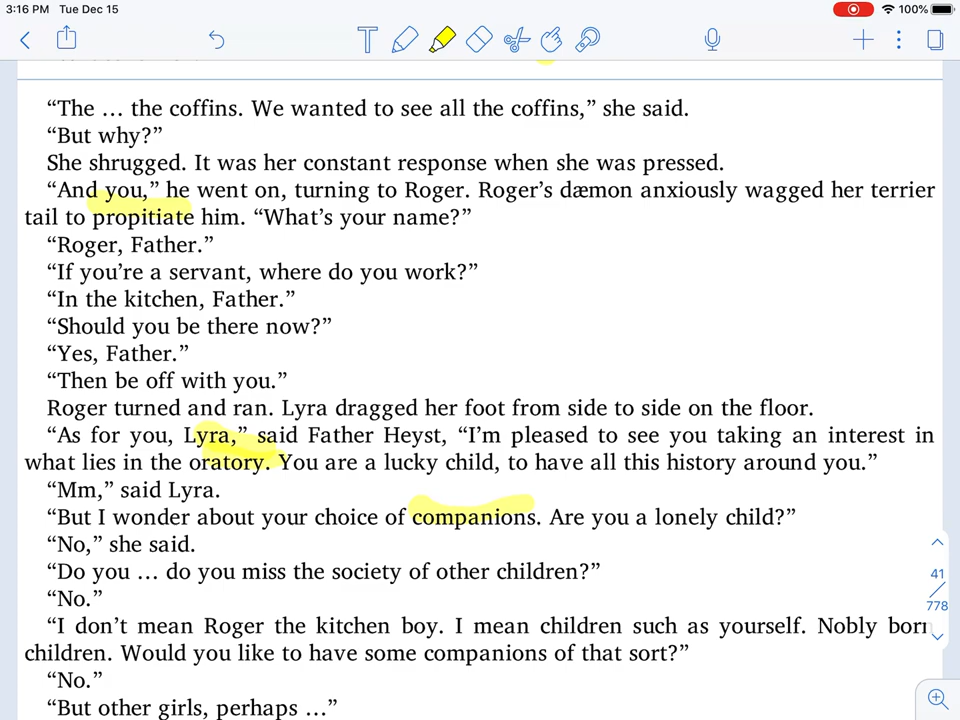 3:16 PM Tue Dec 15
100%
“The … the coffins. We wanted to see all the coffins,” she said.
“But why?”
She shrugged. It was her constant response when she was pressed.
“And you,” he went on, turning to Roger. Roger’s dæmon anxiously wagged her terrier
tail to propitiate him. “What’s your name?”
“Roger, Father.”
“If you’re a servant, where do you work?”
“In the kitchen, Father.”
“Should you be there now?”
“Yes, Father.”
“Then be off with you.”
Roger turned and ran. Lyra dragged her foot from side to side on the floor.
“As for you, Lyra,” said Father Heyst, “I’m pleased to see you taking an interest in
what lies in the oratory. You are a lucky child, to have all this history around you.”
“Mm,” said Lyra.
“But I wonder about your choice of companions. Are you a lonely child?”
“No,” she said.
“Do you … do you miss the society of other children?”
“No.”
“I don’t mean Roger the kitchen boy. I mean children such as yourself. Nobly born
children. Would you like to have some companions of that sort?”
“No.”
“But other girls, perhaps …”
41
778